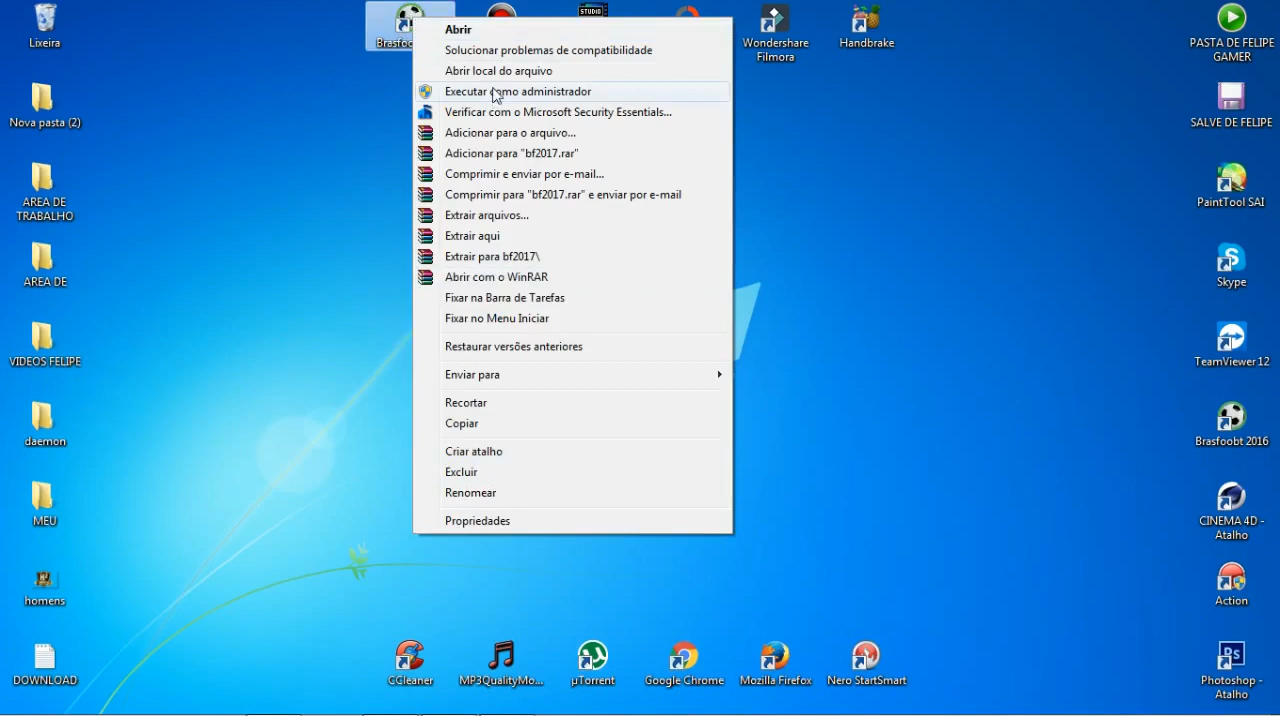 Lixeira
Nova pasta (2)
AREA DE
TRABALHO
AREA DE
VIDEOS FELIPE
daemon
MEU
homens
DOWNLOAD
STUDIO
Abrir
Solucionar problemas de compatibilidade
Abrir local do arquivo
Executar como administrador
Verificar com o Microsoft Security Essentials...
Adicionar para o arquivo...
Adicionar para "bf2017.rar"
Comprimir e enviar por e-mail...
Comprimir para "bf2017.rar" e enviar por e-mail
Extrair arquivos...
Extrair aqui
Extrair para bf2017\
Abrir com o WinRAR
Fixar na Barra de Tarefas
Fixar no Menu Iniciar
Restaurar versões anteriores
Enviar para
Recortar
Copiar
Criar atalho
Excluir
Renomear
Propriedades
Wondershare
Filmora
Handbrake
CCleaner
MP3QualityMo...
µTorrent
Google Chrome
Mozilla Firefox
Nero StartSmart
PASTA DE FELIPE
GAMER
SALVE DE FELIPE
PaintTool SAI
Skype
TeamViewer 12
Brasfoobt 2016
CINEMA 4D -
Atalho
Action
Ps
Photoshop -
Atalho